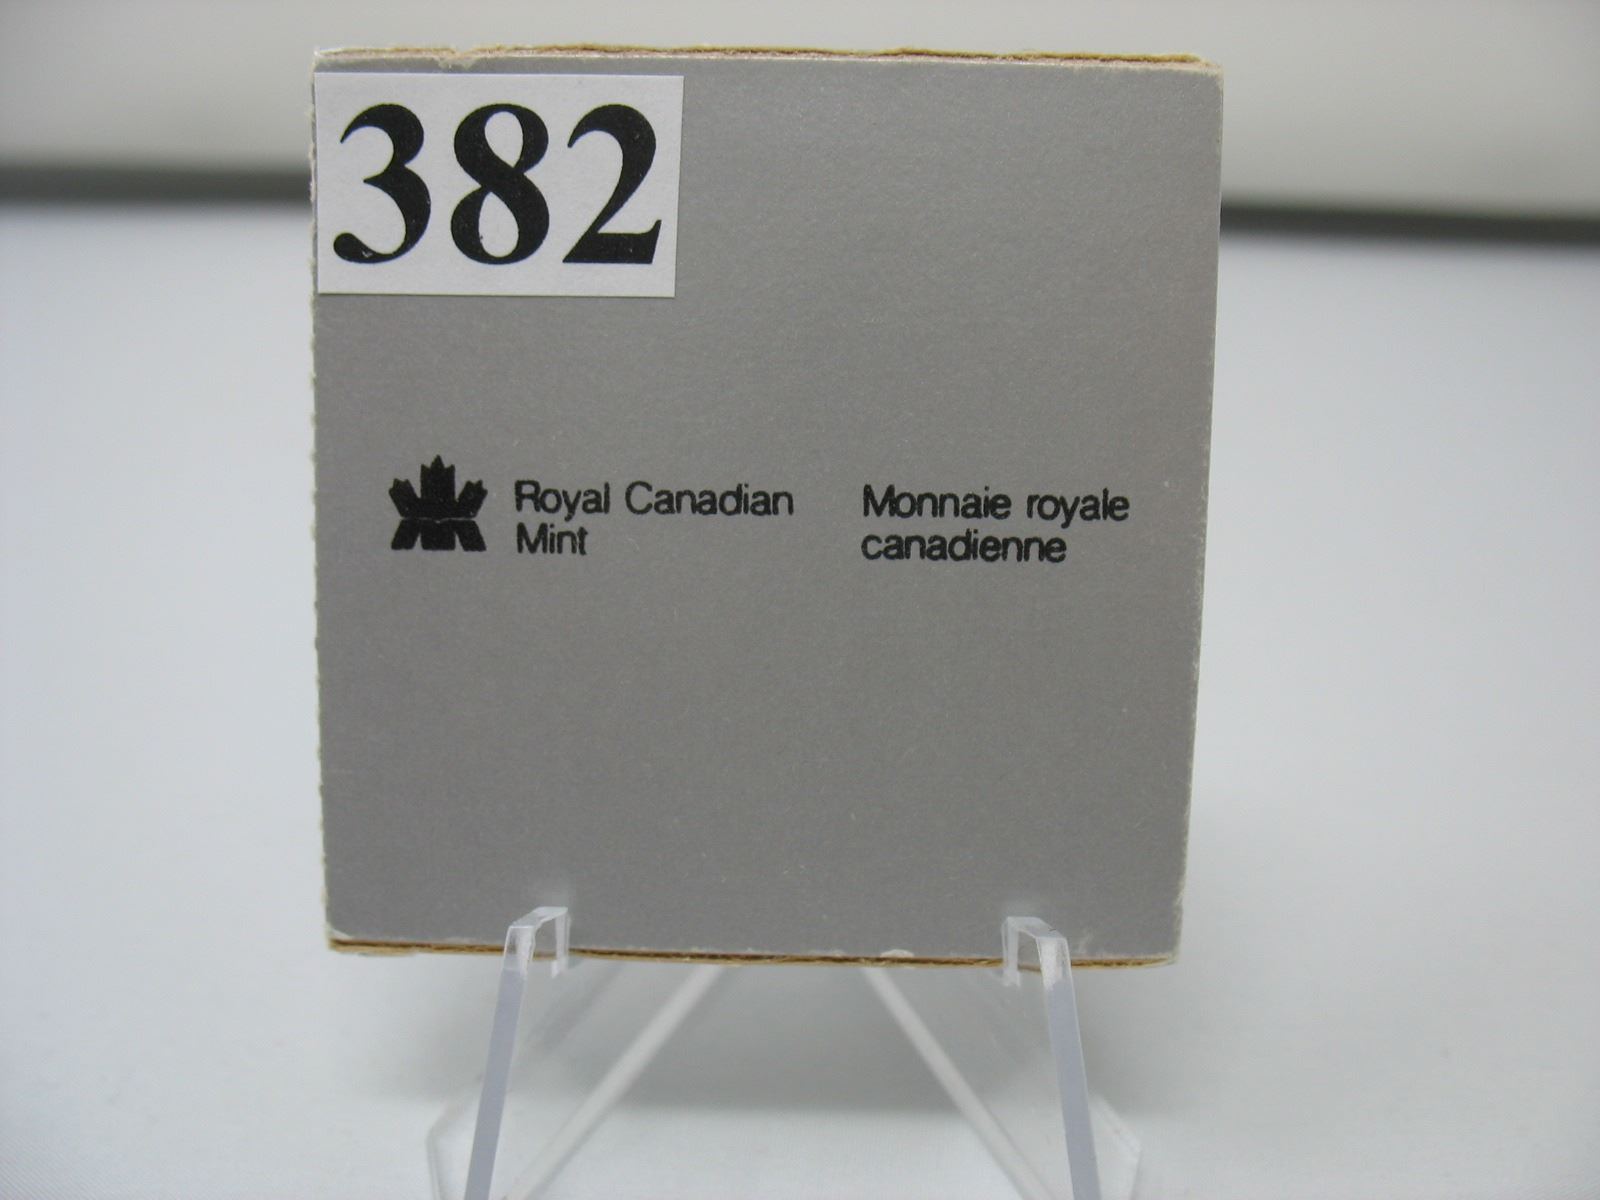 382
Royal Canadian
Mint
Monnaie royale
canadienne